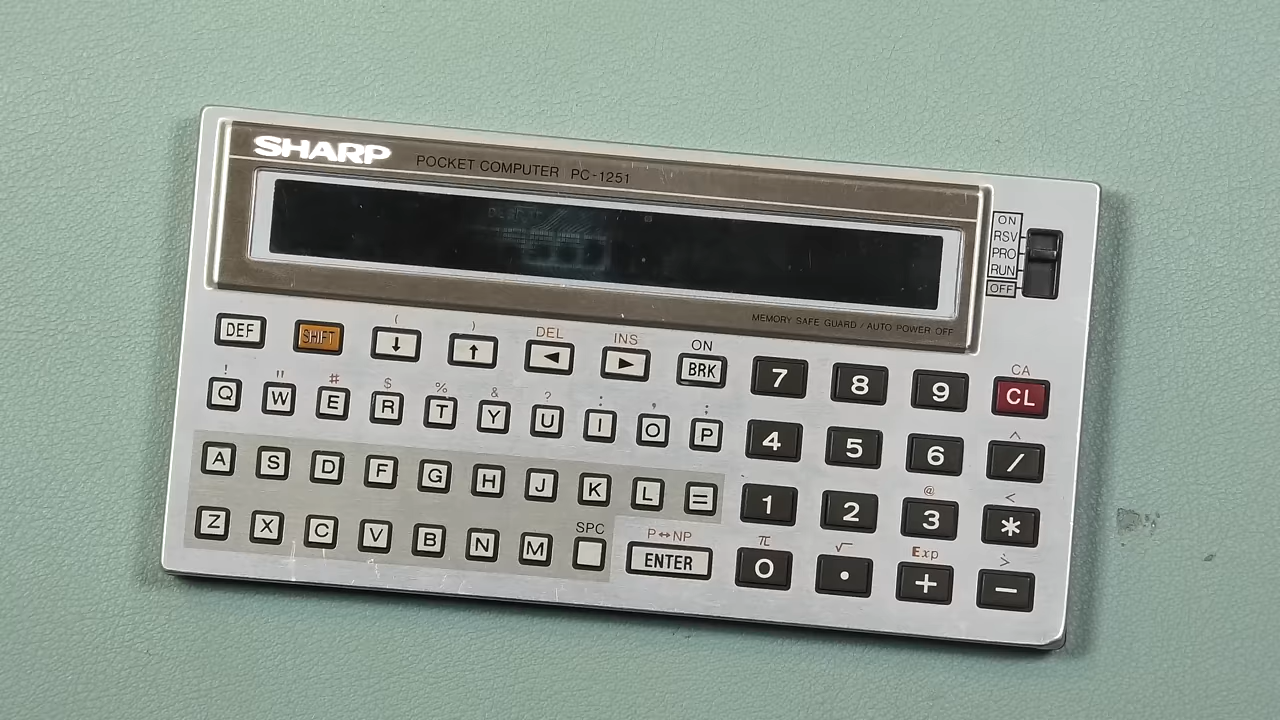 SHARP POCKET COMPUTER PC-1251
ON
RSV
PRO
RUN
OFF
MEMORY SAFE GUARD / AUTO POWER OFF
( ) DEL INS ON
DEF SHIFT ↓ ↑ ◄ ► BRK 7 8 9
CA
CL
! " # $ % & ? : , ;
Q W E R T Y U I O P 4 5 6
^
/
A S D F G H J K L = 1 2
@
3
<
*
SPC P↔NP π √ Exp >
Z X C V B N M ENTER 0 • + −